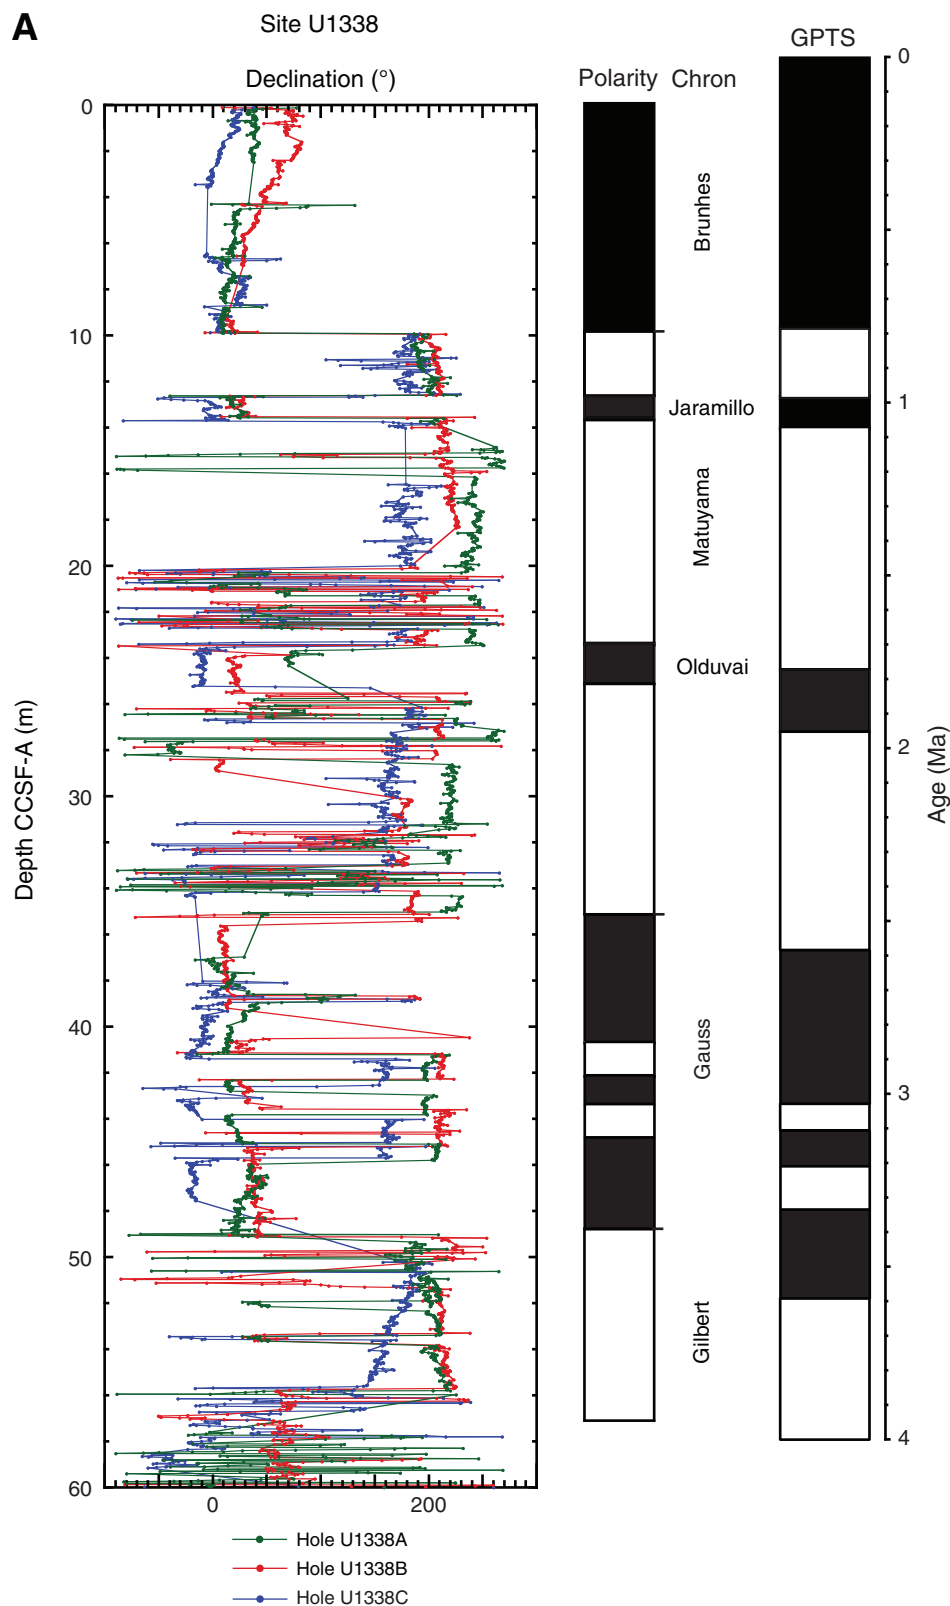 A
Site U1338
GPTS
Declination (°)
Polarity
Chron
0
10
20
30
40
50
60
0
200
Depth CCSF-A (m)
Brunhes
Jaramillo
Matuyama
Olduvai
Gauss
Gilbert
0
1
2
3
4
Age (Ma)
Hole U1338A
Hole U1338B
Hole U1338C